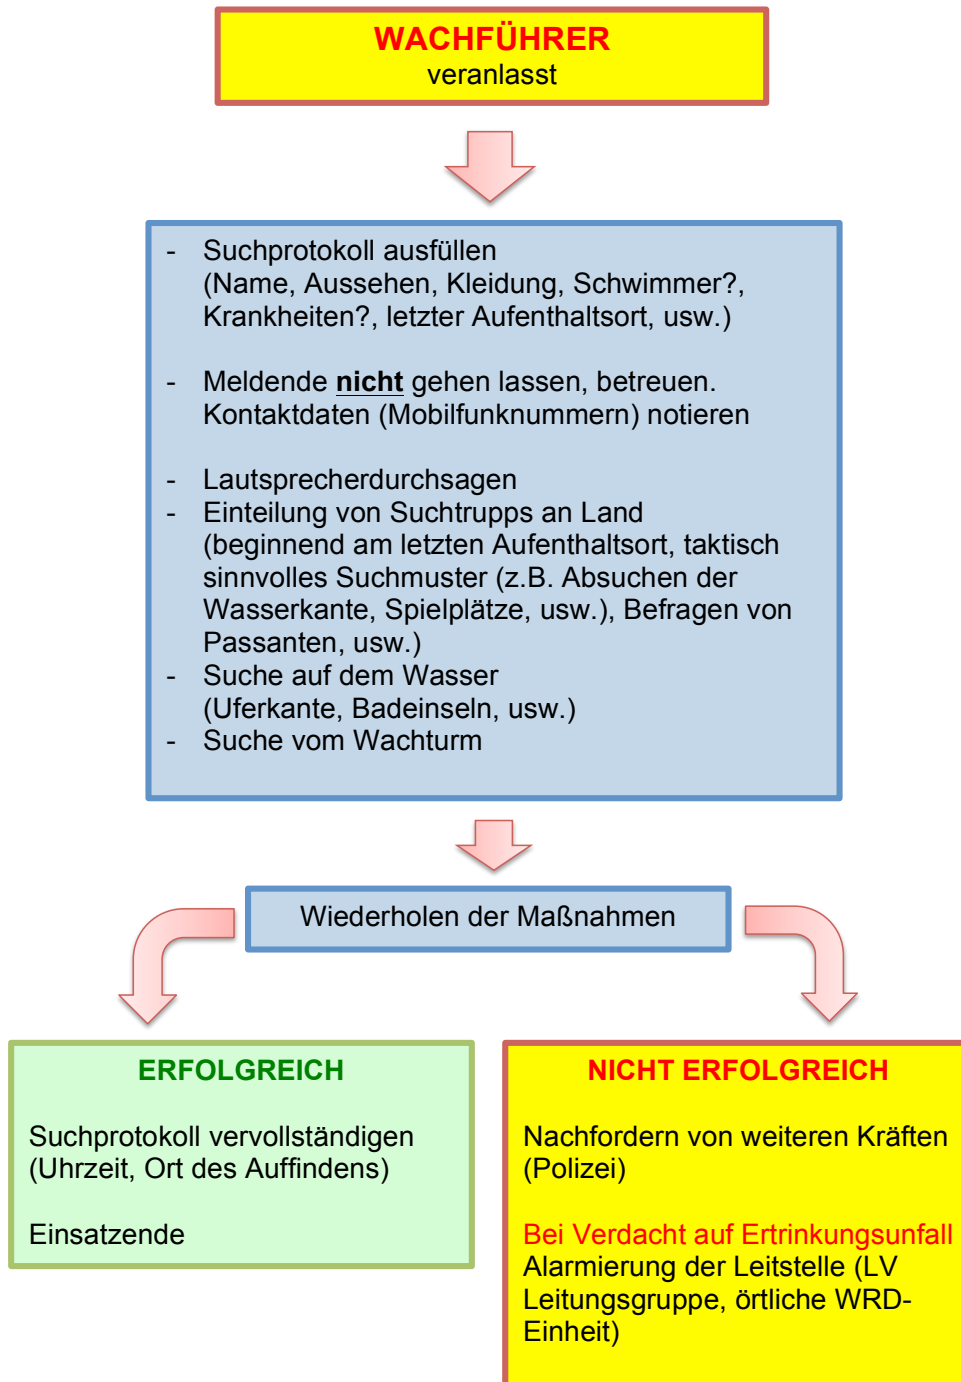 WACHFÜHRER
veranlasst
- Suchprotokoll ausfüllen
(Name, Aussehen, Kleidung, Schwimmer?,
Krankheiten?, letzter Aufenthaltsort, usw.)
- Meldende nicht gehen lassen, betreuen.
Kontaktdaten (Mobilfunknummern) notieren
- Lautsprecherdurchsagen
- Einteilung von Suchtrupps an Land
(beginnend am letzten Aufenthaltsort, taktisch
sinnvolles Suchmuster (z.B. Absuchen der
Wasserkante, Spielplätze, usw.), Befragen von
Passanten, usw.)
- Suche auf dem Wasser
(Uferkante, Badeinseln, usw.)
- Suche vom Wachturm
Wiederholen der Maßnahmen
ERFOLGREICH
Suchprotokoll vervollständigen
(Uhrzeit, Ort des Auffindens)
Einsatzende
NICHT ERFOLGREICH
Nachfordern von weiteren Kräften
(Polizei)
Bei Verdacht auf Ertrinkungsunfall
Alarmierung der Leitstelle (LV
Leitungsgruppe, örtliche WRD-
Einheit)